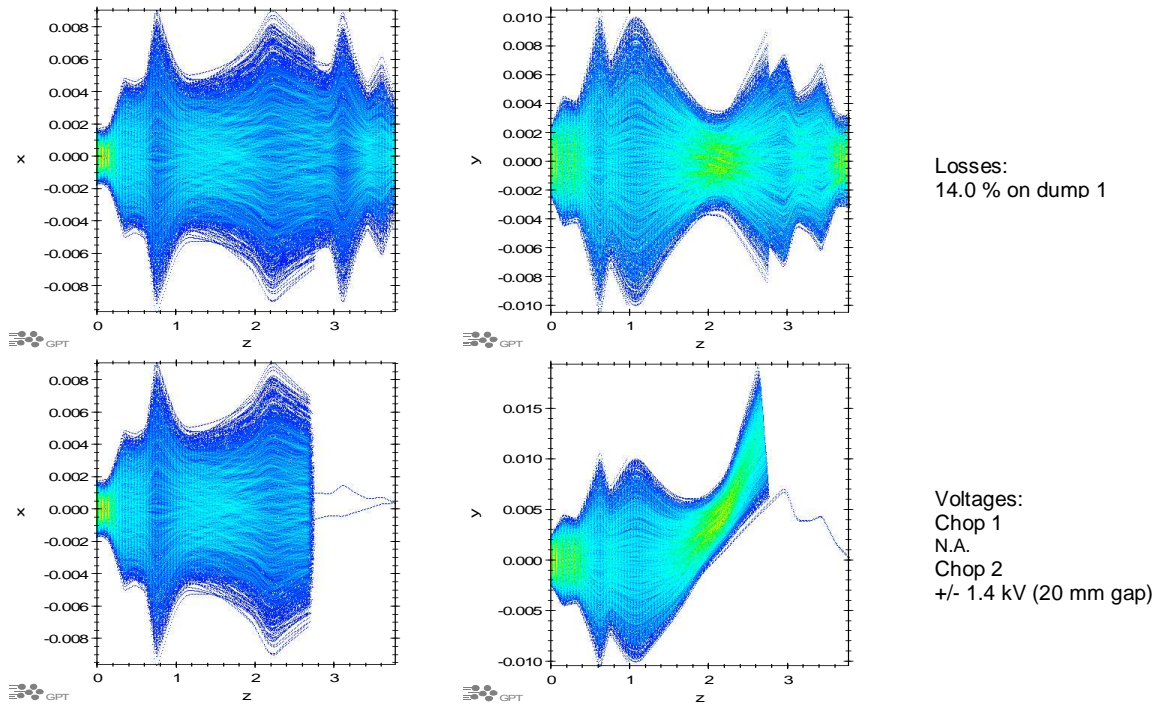 0.008
0.006
0.004
0.002
0.000
-0.002
-0.004
-0.006
-0.008
x
0
1
2
3
z
GPT
0.010
0.008
0.006
0.004
0.002
0.000
-0.002
-0.004
-0.006
-0.008
-0.010
y
0
1
2
3
z
GPT
Losses:
14.0 % on dump 1
0.008
0.006
0.004
0.002
0.000
-0.002
-0.004
-0.006
-0.008
x
0
1
2
3
z
GPT
0.015
0.010
0.005
0.000
-0.005
-0.010
y
0
1
2
3
z
GPT
Voltages:
Chop 1
N.A.
Chop 2
+/- 1.4 kV (20 mm gap)